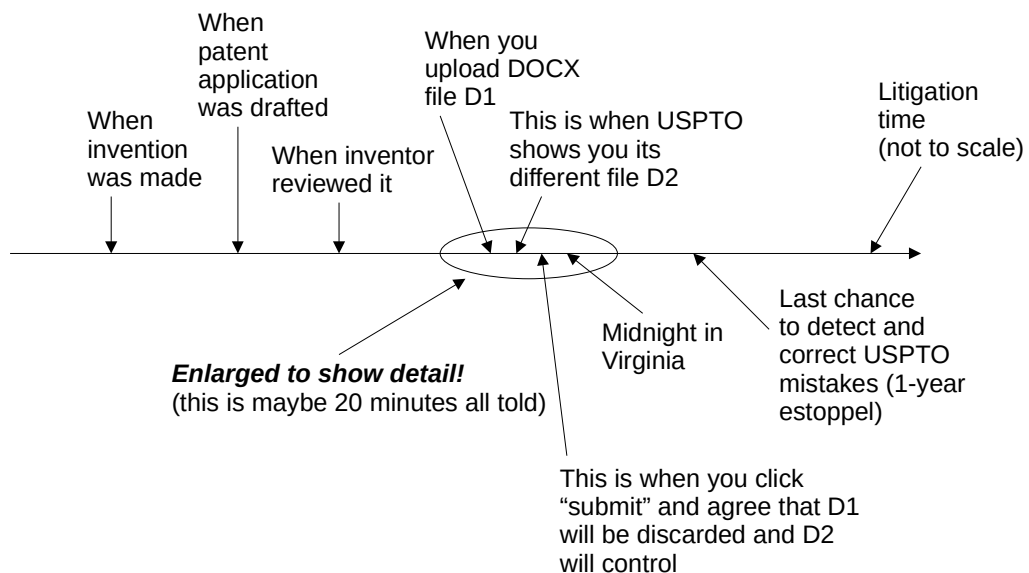 When
patent
application
was drafted
When you
upload DOCX
file D1
Litigation
time
(not to scale)
When
invention
was made
This is when USPTO
shows you its
different file D2
When inventor
reviewed it
Midnight in
Virginia
Last chance
to detect and
correct USPTO
mistakes (1-year
estoppel)
Enlarged to show detail!
(this is maybe 20 minutes all told)
This is when you click
“submit” and agree that D1
will be discarded and D2
will control